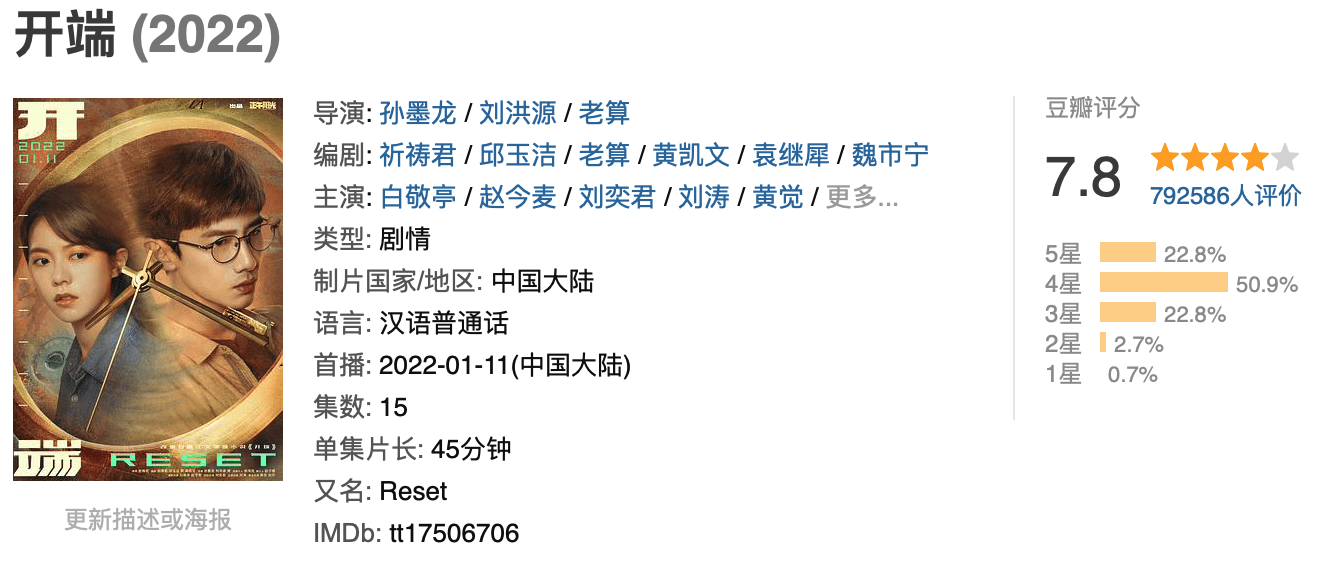 开端 (2022)
开
2022
01.11
出品 正午阳光
端
RESET
更新描述或海报
导演: 孙墨龙 / 刘洪源 / 老算
编剧: 祈祷君 / 邱玉洁 / 老算 / 黄凯文 / 袁继犀 / 魏市宁
主演: 白敬亭 / 赵今麦 / 刘奕君 / 刘涛 / 黄觉 / 更多...
类型: 剧情
制片国家/地区: 中国大陆
语言: 汉语普通话
首播: 2022-01-11(中国大陆)
集数: 15
单集片长: 45分钟
又名: Reset
IMDb: tt17506706
豆瓣评分
7.8
792586人评价
5星 22.8%
4星 50.9%
3星 22.8%
2星 2.7%
1星 0.7%